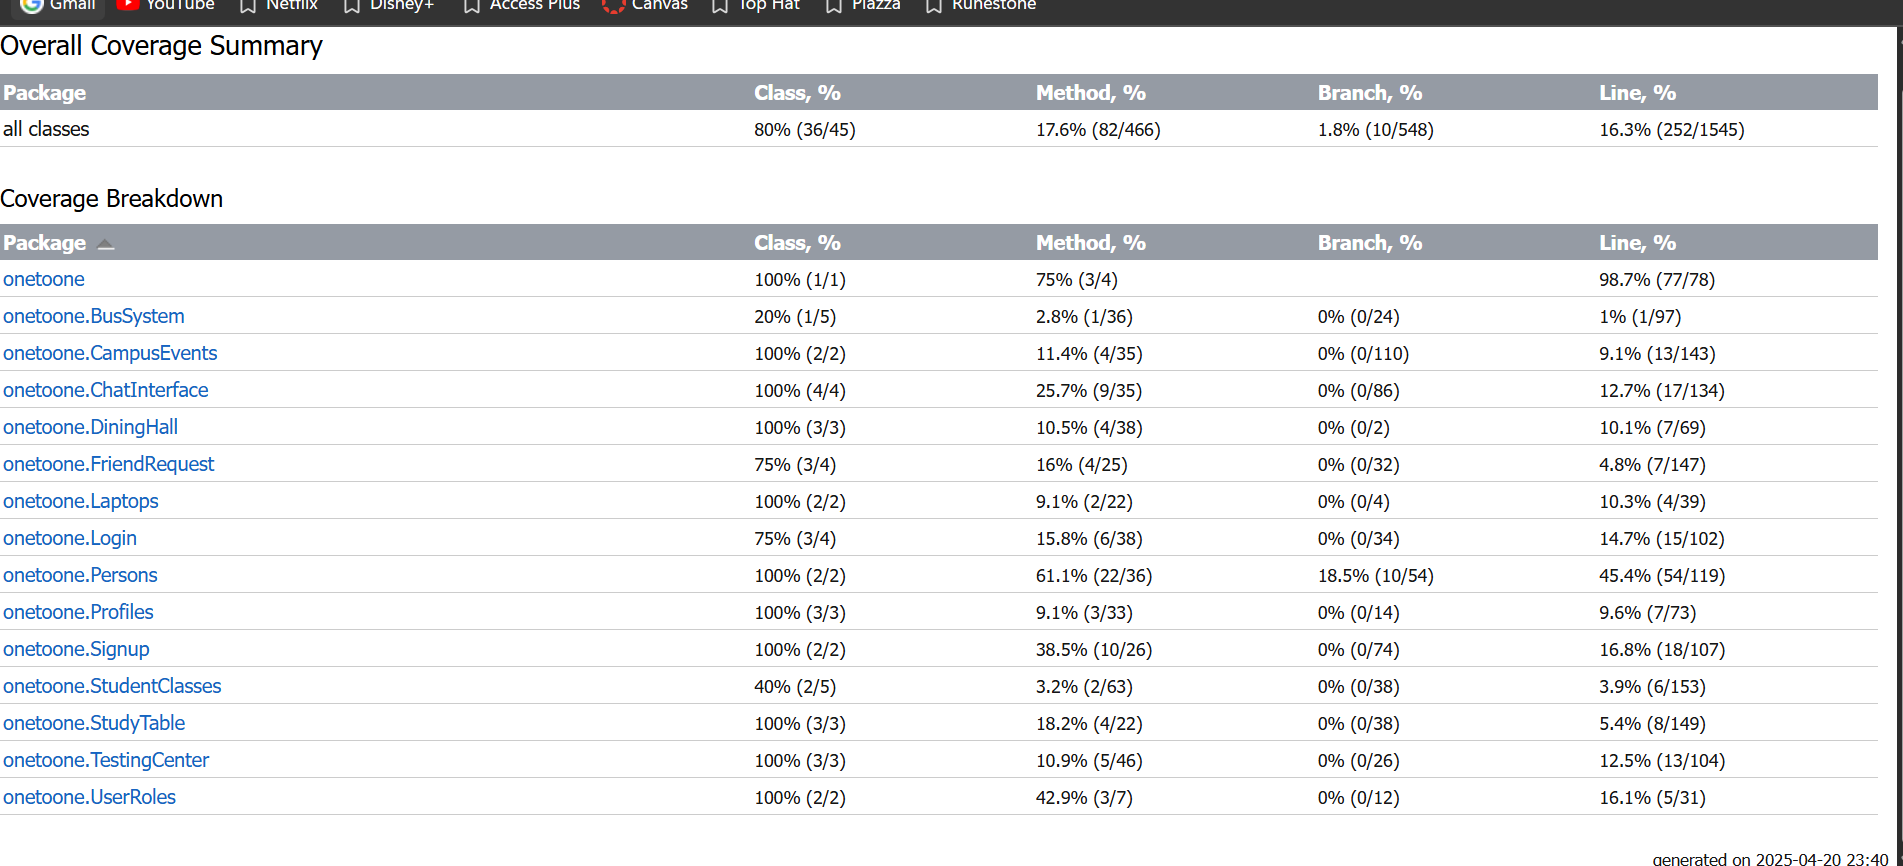 Gmail YouTube Netflix Disney+ Access Plus Canvas Top Hat Piazza Runestone
Overall Coverage Summary
Package Class, % Method, % Branch, % Line, %
all classes 80% (36/45) 17.6% (82/466) 1.8% (10/548) 16.3% (252/1545)
Coverage Breakdown
Package Class, % Method, % Branch, % Line, %
onetoone 100% (1/1) 75% (3/4) 98.7% (77/78)
onetoone.BusSystem 20% (1/5) 2.8% (1/36) 0% (0/24) 1% (1/97)
onetoone.CampusEvents 100% (2/2) 11.4% (4/35) 0% (0/110) 9.1% (13/143)
onetoone.ChatInterface 100% (4/4) 25.7% (9/35) 0% (0/86) 12.7% (17/134)
onetoone.DiningHall 100% (3/3) 10.5% (4/38) 0% (0/2) 10.1% (7/69)
onetoone.FriendRequest 75% (3/4) 16% (4/25) 0% (0/32) 4.8% (7/147)
onetoone.Laptops 100% (2/2) 9.1% (2/22) 0% (0/4) 10.3% (4/39)
onetoone.Login 75% (3/4) 15.8% (6/38) 0% (0/34) 14.7% (15/102)
onetoone.Persons 100% (2/2) 61.1% (22/36) 18.5% (10/54) 45.4% (54/119)
onetoone.Profiles 100% (3/3) 9.1% (3/33) 0% (0/14) 9.6% (7/73)
onetoone.Signup 100% (2/2) 38.5% (10/26) 0% (0/74) 16.8% (18/107)
onetoone.StudentClasses 40% (2/5) 3.2% (2/63) 0% (0/38) 3.9% (6/153)
onetoone.StudyTable 100% (3/3) 18.2% (4/22) 0% (0/38) 5.4% (8/149)
onetoone.TestingCenter 100% (3/3) 10.9% (5/46) 0% (0/26) 12.5% (13/104)
onetoone.UserRoles 100% (2/2) 42.9% (3/7) 0% (0/12) 16.1% (5/31)
generated on 2025-04-20 23:40